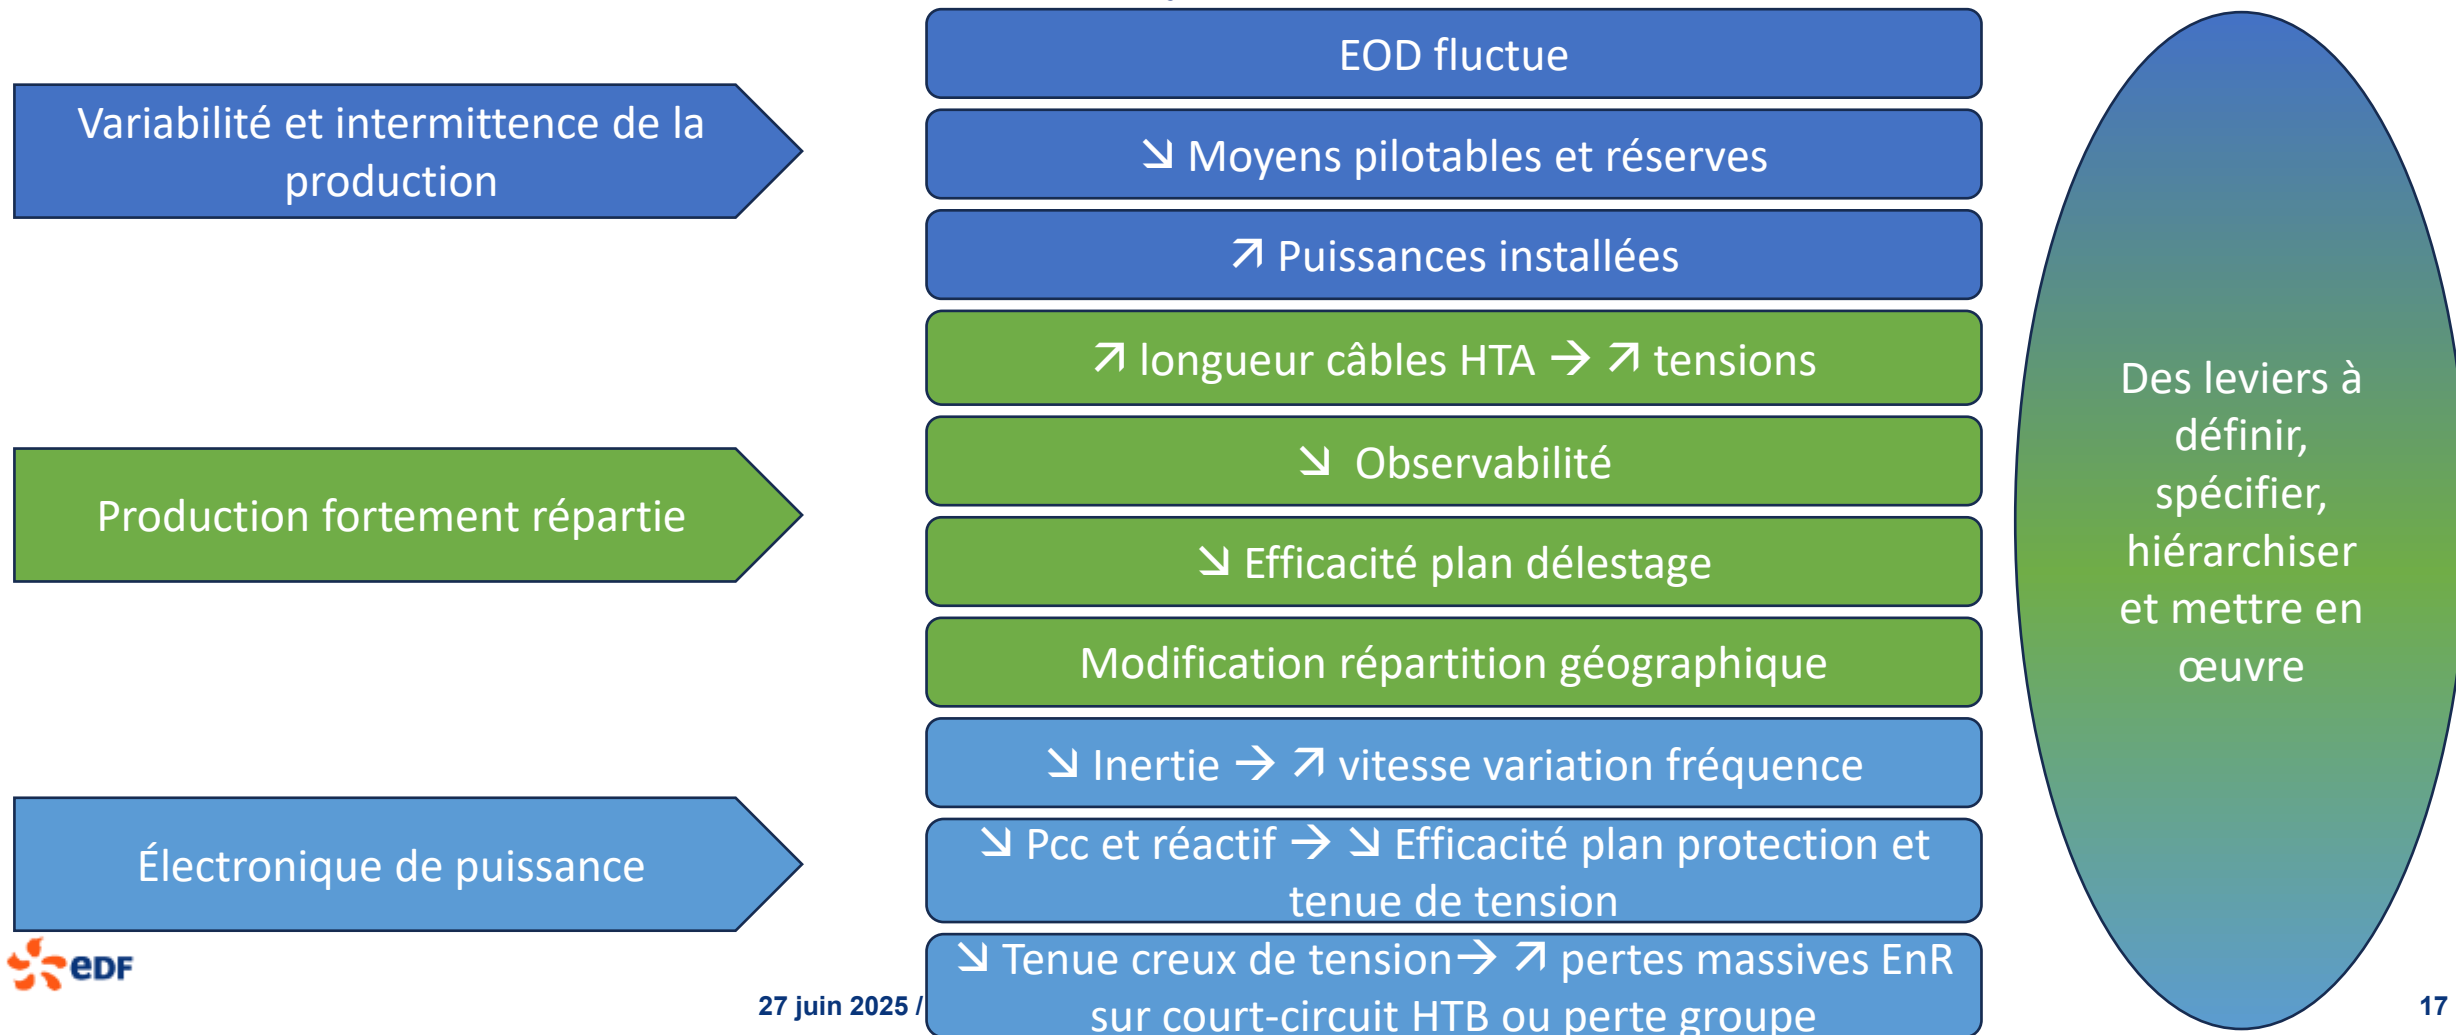 Variabilité et intermittence de la
production
EOD fluctue
↘ Moyens pilotables et réserves
↗ Puissances installées
Production fortement répartie
↗ longueur câbles HTA → ↗ tensions
↘ Observabilité
↘ Efficacité plan délestage
Modification répartition géographique
Électronique de puissance
↘ Inertie → ↗ vitesse variation fréquence
↘ Pcc et réactif → ↘ Efficacité plan protection et
tenue de tension
↘ Tenue creux de tension→ ↗ pertes massives EnR
sur court-circuit HTB ou perte groupe
Des leviers à
définir,
spécifier,
hiérarchiser
et mettre en
œuvre
eDF
27 juin 2025 /
17